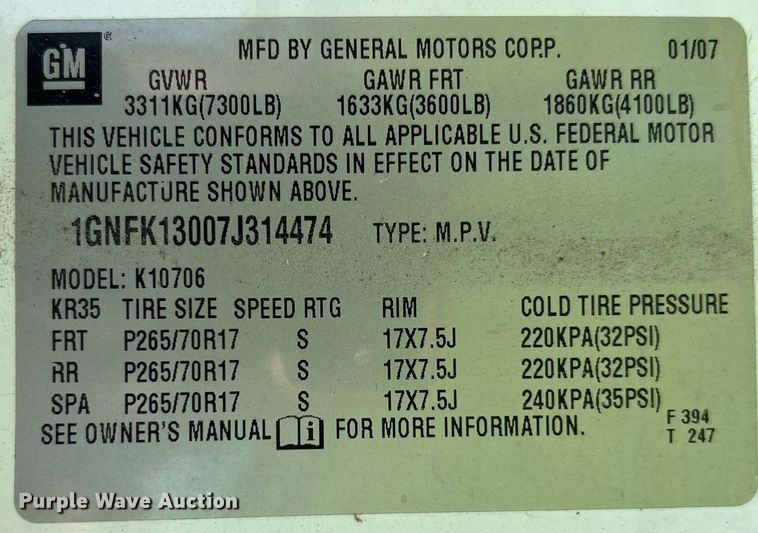 GM ® MFD BY GENERAL MOTORS CORP. 01/07
GVWR GAWR FRT GAWR RR
3311KG(7300LB) 1633KG(3600LB) 1860KG(4100LB)
THIS VEHICLE CONFORMS TO ALL APPLICABLE U.S. FEDERAL MOTOR
VEHICLE SAFETY STANDARDS IN EFFECT ON THE DATE OF
MANUFACTURE SHOWN ABOVE.
1GNFK13007J314474 TYPE: M.P.V.
MODEL: K10706
KR35 TIRE SIZE SPEED RTG RIM COLD TIRE PRESSURE
FRT P265/70R17 S 17X7.5J 220KPA(32PSI)
RR P265/70R17 S 17X7.5J 220KPA(32PSI)
SPA P265/70R17 S 17X7.5J 240KPA(35PSI)
SEE OWNER'S MANUAL i FOR MORE INFORMATION.
F 394
T 247
Purple Wave Auction